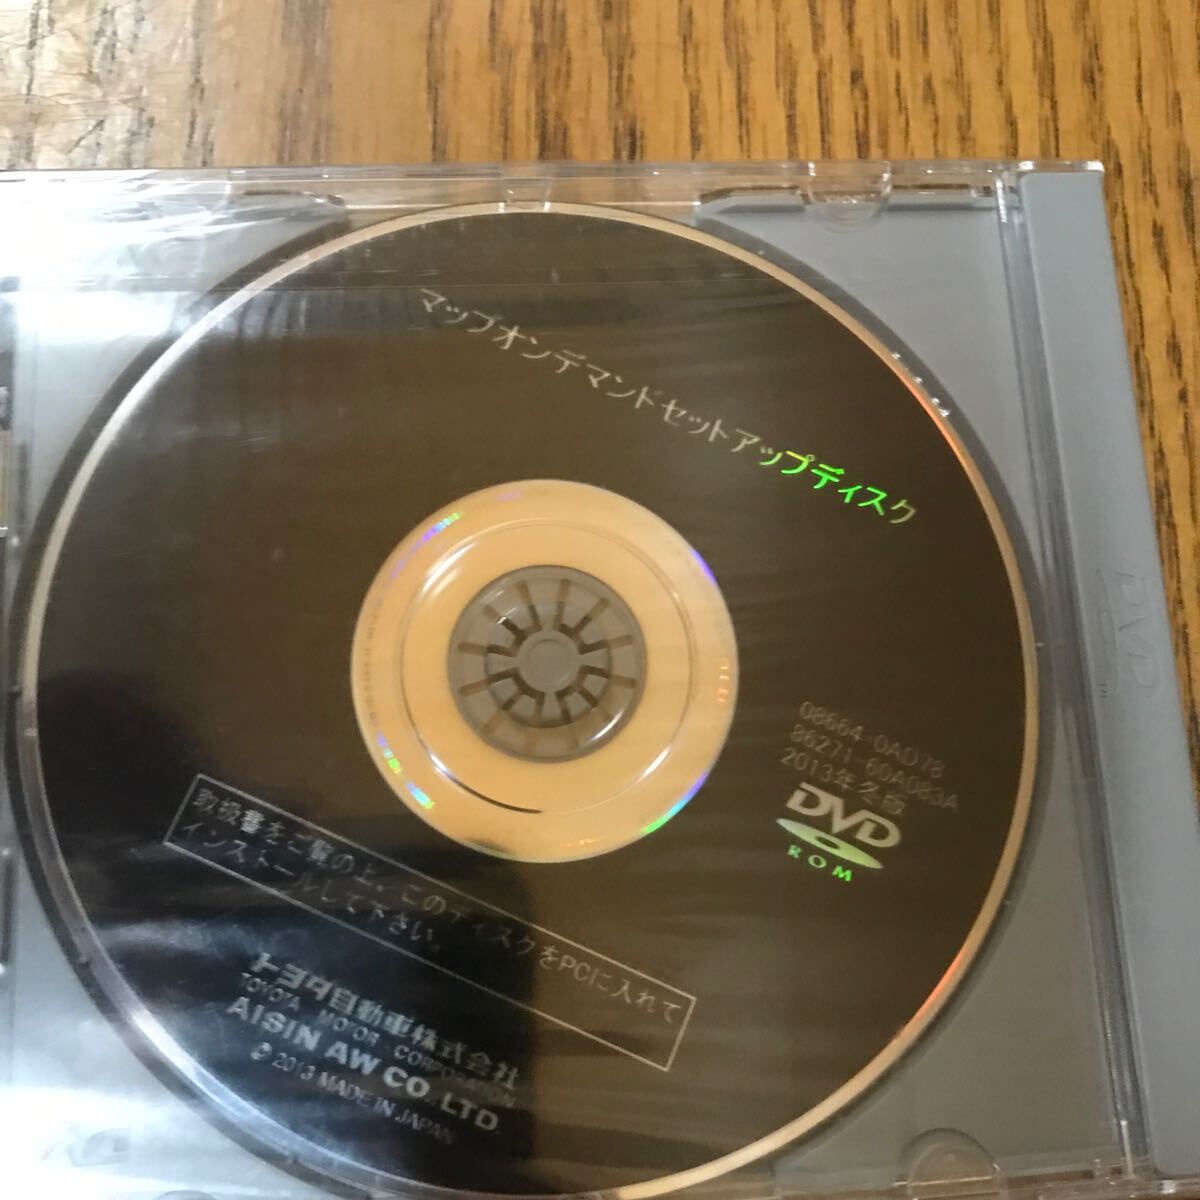 マップオンデマンドセットアップディスク
08664-0AD78
86271-60A083A
2013年冬版
DVD
ROM
取扱書をご覧の上、このディスクをPCに入れて
インストールして下さい。
トヨタ自動車株式会社
TOYOTA MOTOR CORPORATION
AISIN AW CO., LTD.
© 2013 MADE IN JAPAN
DVD